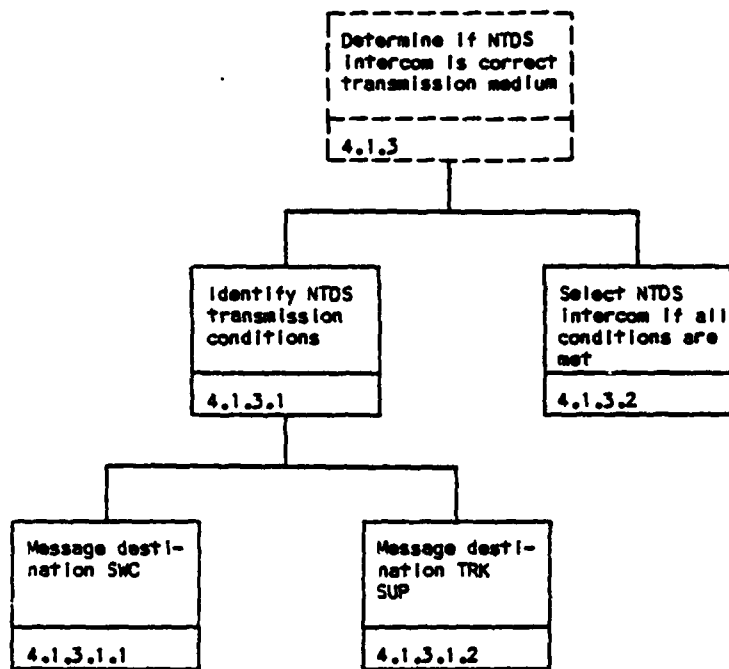 Determine if NTDS
intercom is correct
transmission medium
4.1.3
Identify NTDS
transmission
conditions
4.1.3.1
Select NTDS
intercom if all
conditions are
met
4.1.3.2
Message desti-
nation SWC
4.1.3.1.1
Message desti-
nation TRK
SUP
4.1.3.1.2